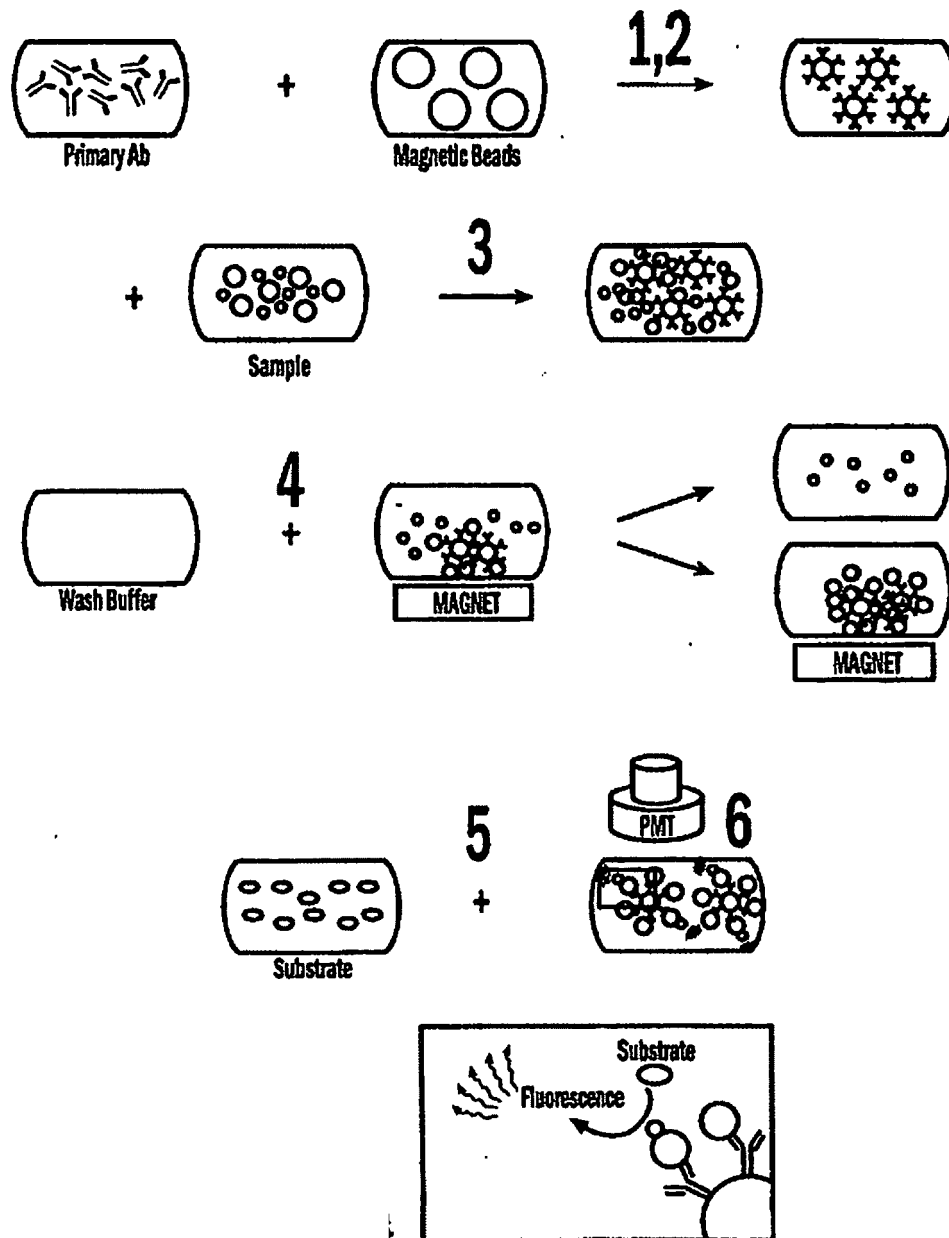 1,2
+
Primary Ab
Magnetic Beads
3
+
Sample
4
+
Wash Buffer
MAGNET
MAGNET
PMT
5
6
+
Substrate
Substrate
Fluorescence